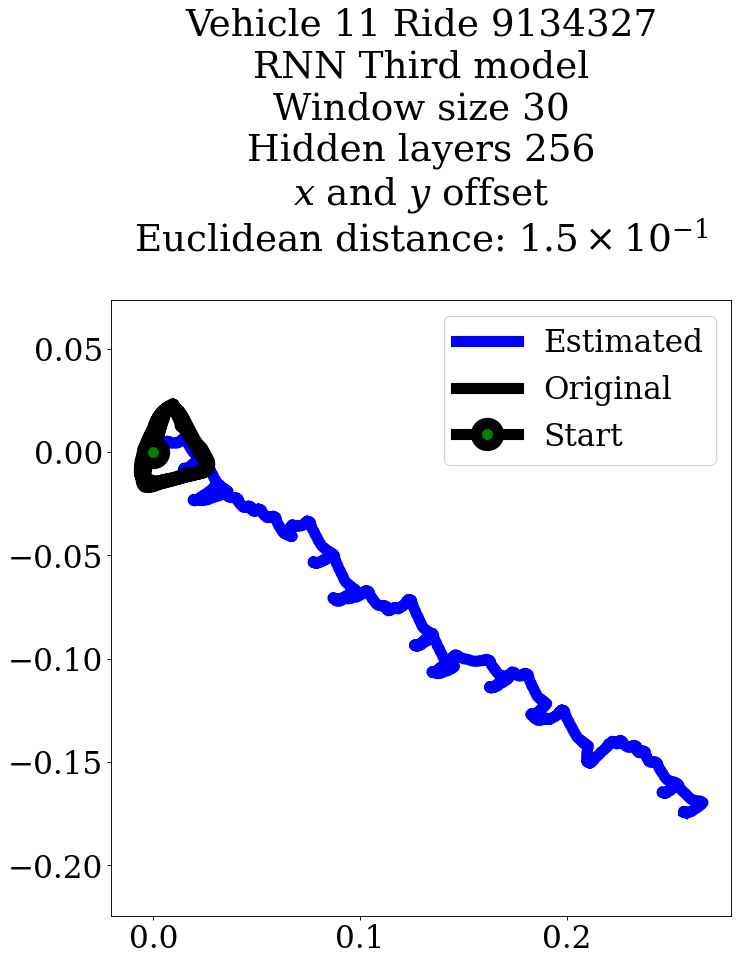 Vehicle 11 Ride 9134327
RNN Third model
Window size 30
Hidden layers 256
x and y offset
Euclidean distance: 1.5 × 10⁻¹
Estimated
Original
Start
0.05
0.00
−0.05
−0.10
−0.15
−0.20
0.0 0.1 0.2